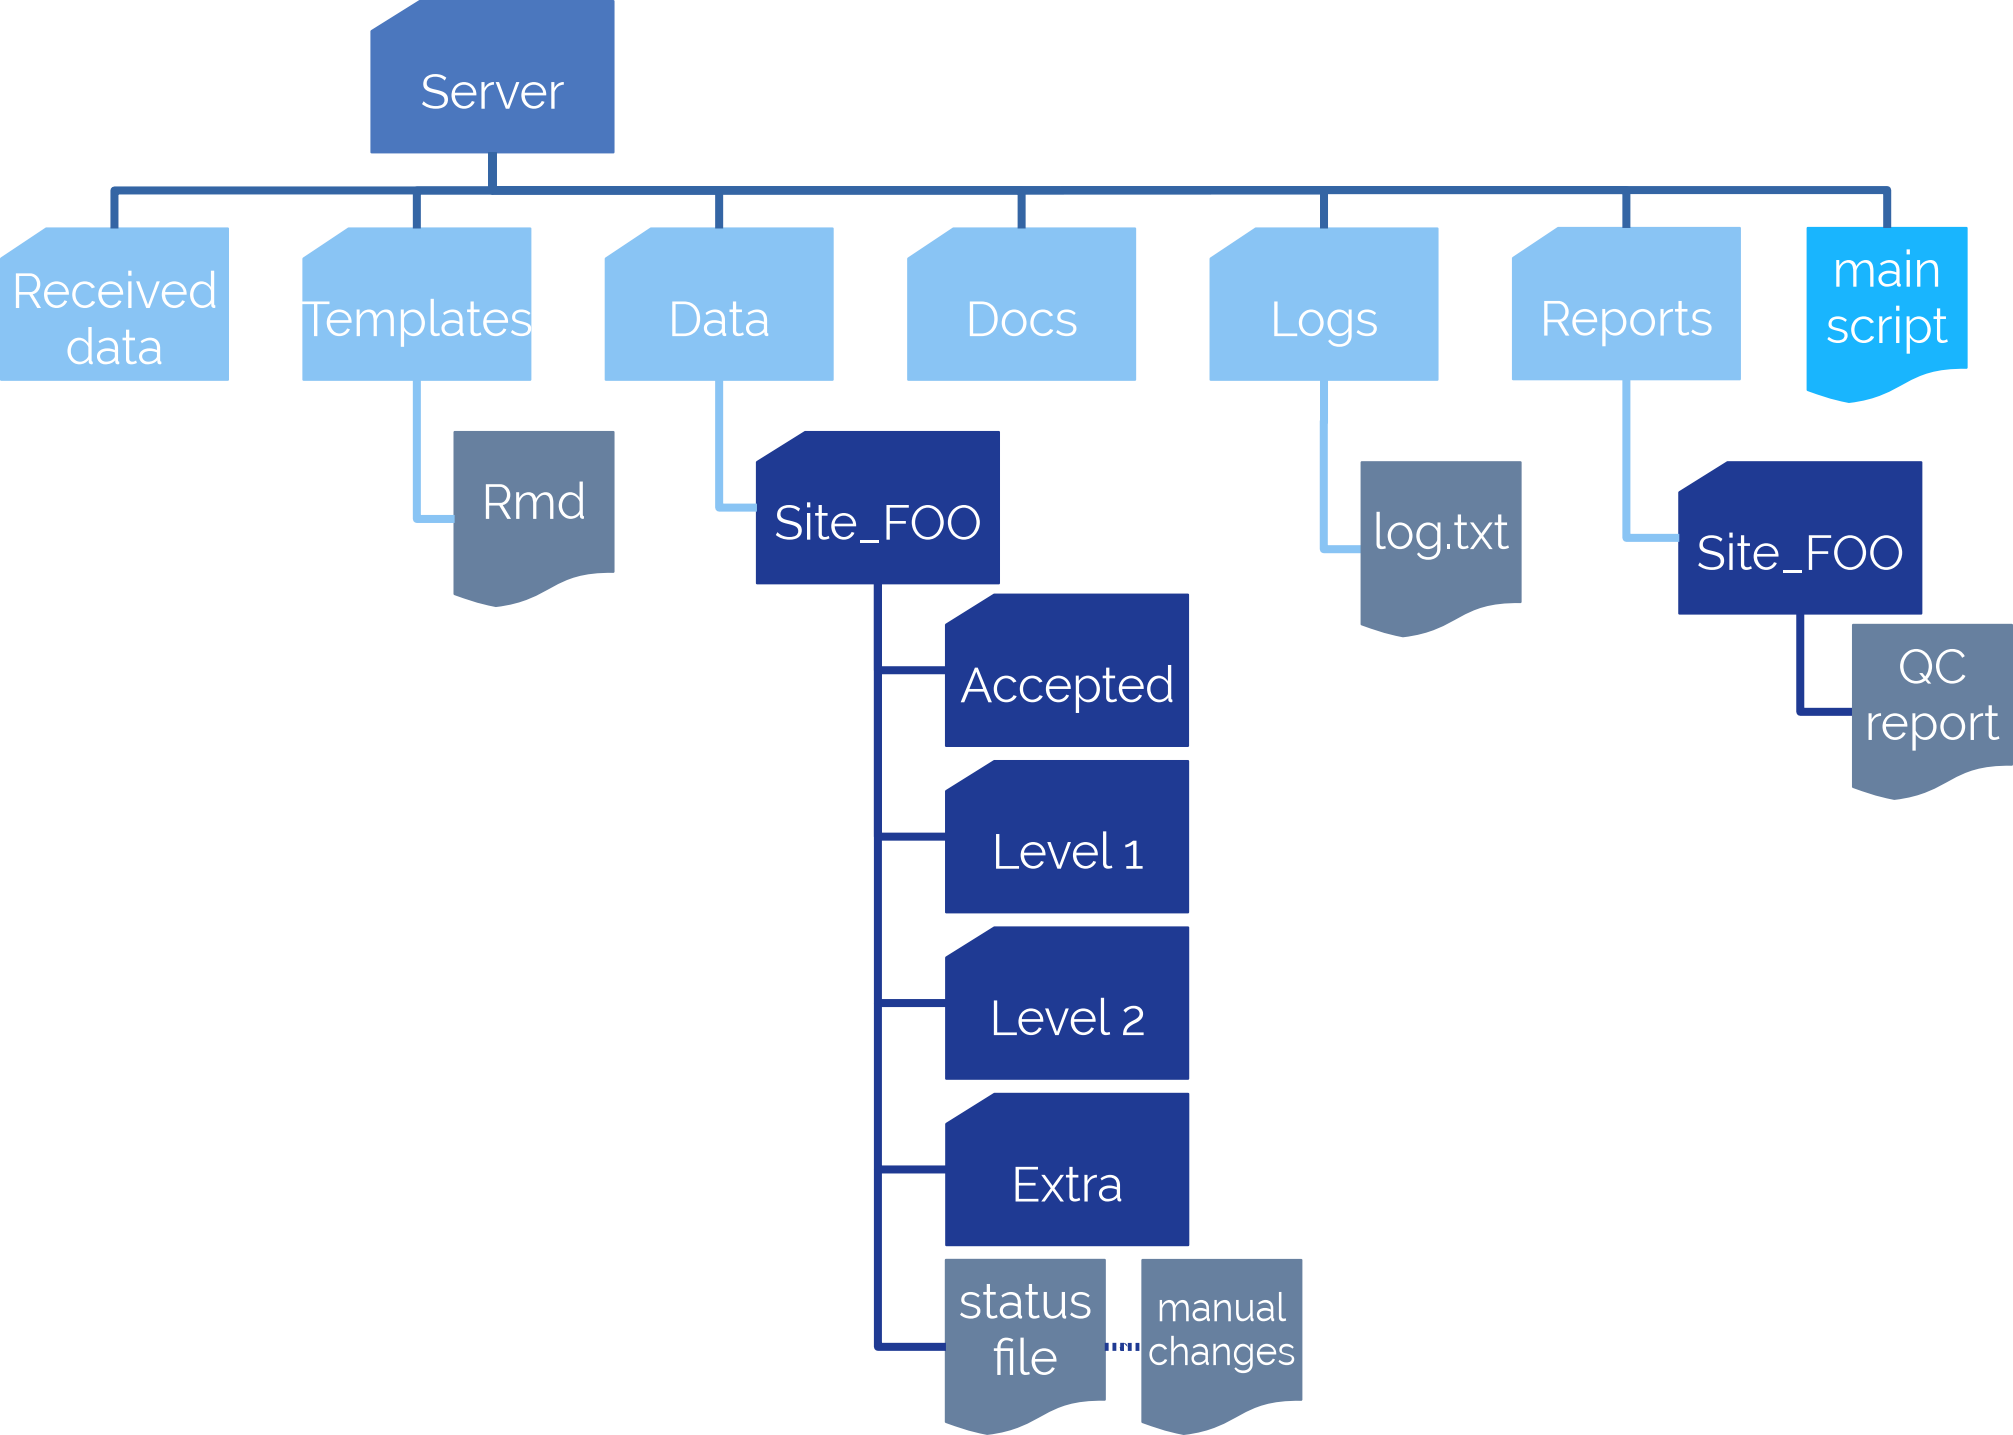 Server
Received
data
Templates
Data
Docs
Logs
Reports
main
script
Rmd
Site_FOO
log.txt
Site_FOO
Accepted
QC
report
Level 1
Level 2
Extra
status
file
manual
changes